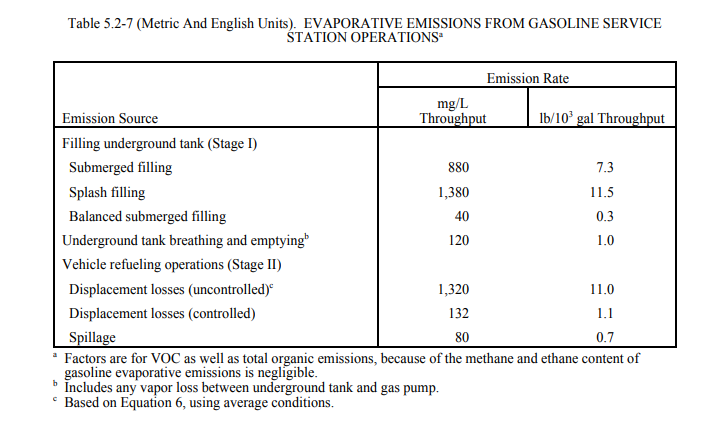 Table 5.2-7 (Metric And English Units). EVAPORATIVE EMISSIONS FROM GASOLINE SERVICE
STATION OPERATIONSᵃ
Emission Source
Emission Rate
mg/L
Throughput
lb/10³ gal Throughput
Filling underground tank (Stage I)
Submerged filling 880 7.3
Splash filling 1,380 11.5
Balanced submerged filling 40 0.3
Underground tank breathing and emptyingᵇ 120 1.0
Vehicle refueling operations (Stage II)
Displacement losses (uncontrolled)ᶜ 1,320 11.0
Displacement losses (controlled) 132 1.1
Spillage 80 0.7
ᵃ Factors are for VOC as well as total organic emissions, because of the methane and ethane content of
gasoline evaporative emissions is negligible.
ᵇ Includes any vapor loss between underground tank and gas pump.
ᶜ Based on Equation 6, using average conditions.